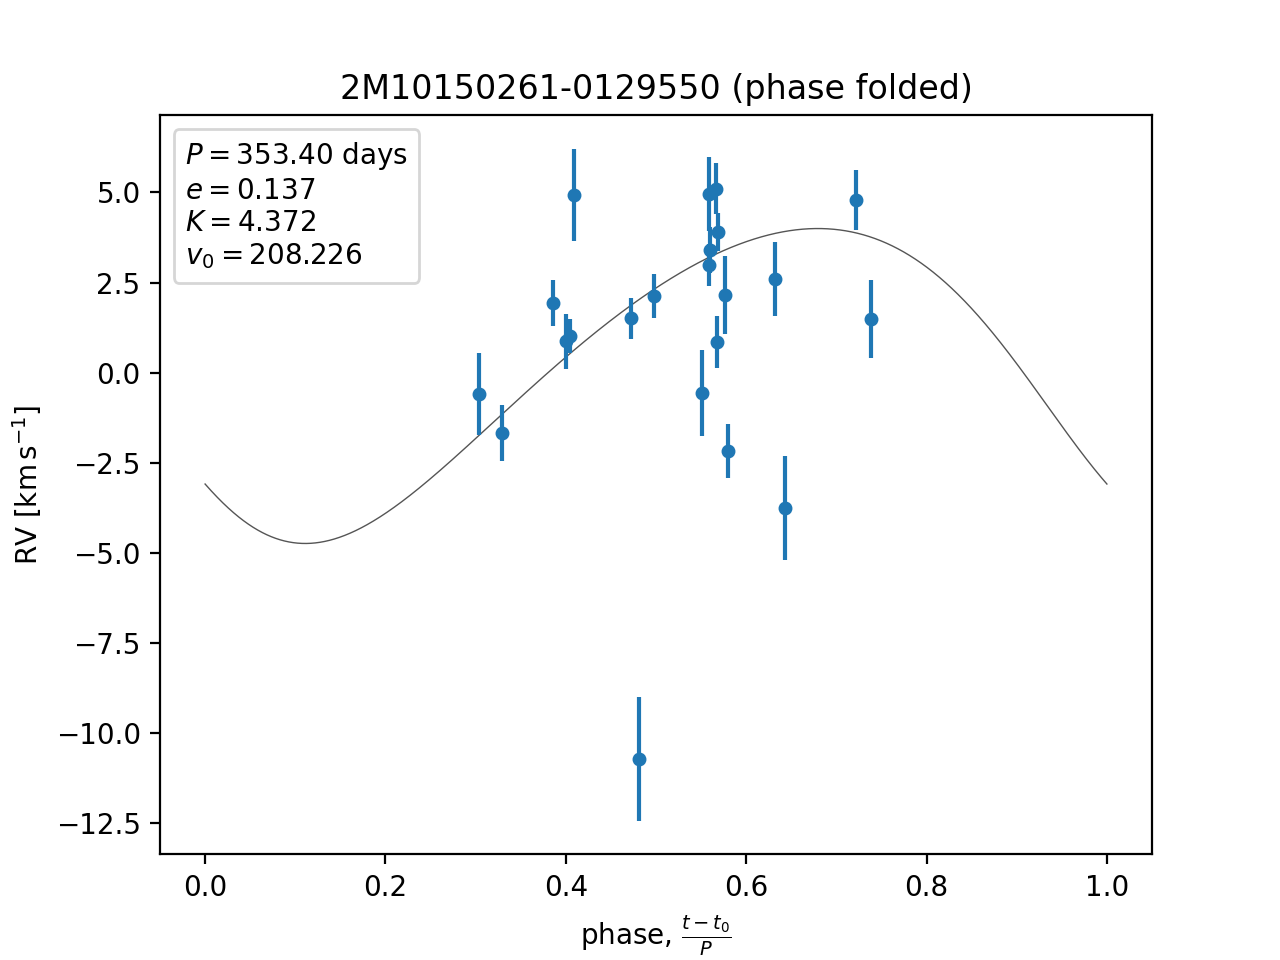 2M10150261-0129550 (phase folded)
P = 353.40 days
e = 0.137
K = 4.372
v₀ = 208.226
5.0
2.5
0.0
−2.5
−5.0
−7.5
−10.0
−12.5
RV [km s⁻¹]
0.0 0.2 0.4 0.6 0.8 1.0
phase, (t − t₀)/P